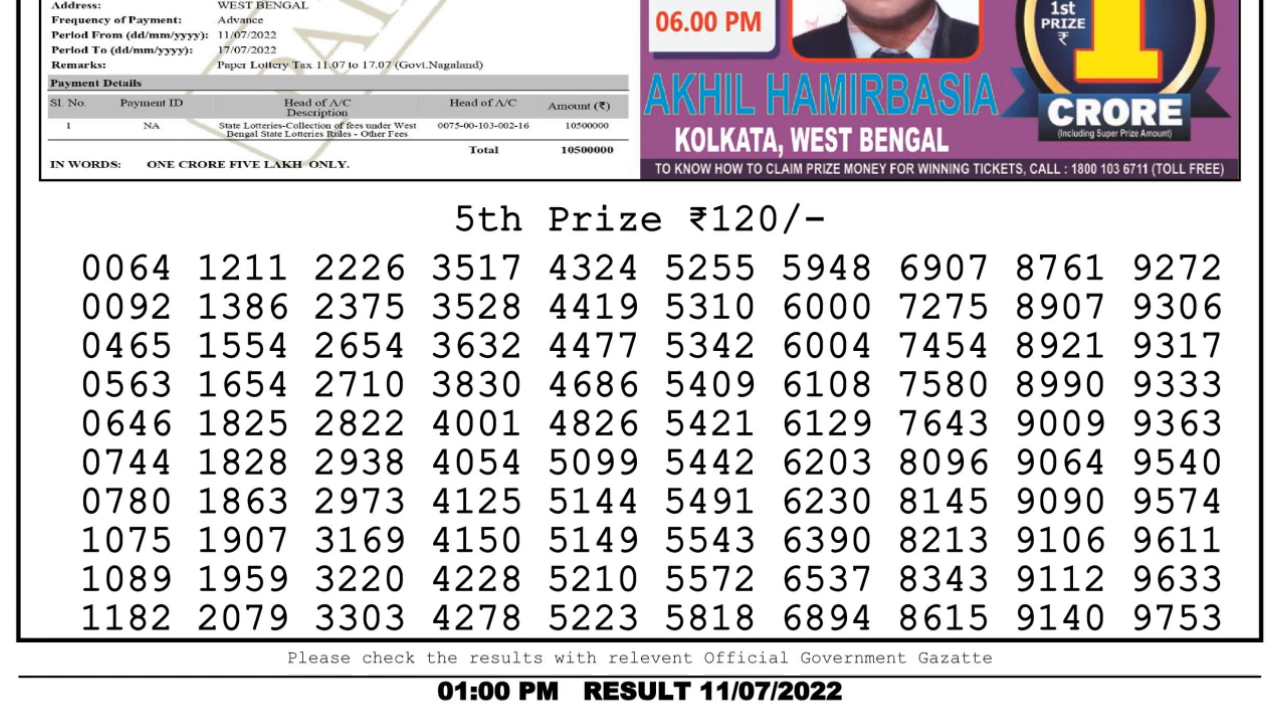 Address: WEST BENGAL
Frequency of Payment: Advance
Period From (dd/mm/yyyy): 11/07/2022
Period To (dd/mm/yyyy): 17/07/2022
Remarks: Paper Lottery Tax 11.07 to 17.07 (Govt.Nagaland)
Payment Details
Sl. No. Payment ID Head of A/C Description Head of A/C Amount (₹)
1 NA State Lotteries-Collection of fees under West Bengal State Lotteries Rules - Other Fees 0075-00-103-002-16 10500000
Total 10500000
IN WORDS: ONE CRORE FIVE LAKH ONLY.
PAID
06.00 PM
1st
PRIZE
₹
1
CRORE
(Including Super Prize Amount)
AKHIL HAMIRBASIA
KOLKATA, WEST BENGAL
TO KNOW HOW TO CLAIM PRIZE MONEY FOR WINNING TICKETS, CALL : 1800 103 6711 (TOLL FREE)
5th Prize ₹120/-
0064 1211 2226 3517 4324 5255 5948 6907 8761 9272
0092 1386 2375 3528 4419 5310 6000 7275 8907 9306
0465 1554 2654 3632 4477 5342 6004 7454 8921 9317
0563 1654 2710 3830 4686 5409 6108 7580 8990 9333
0646 1825 2822 4001 4826 5421 6129 7643 9009 9363
0744 1828 2938 4054 5099 5442 6203 8096 9064 9540
0780 1863 2973 4125 5144 5491 6230 8145 9090 9574
1075 1907 3169 4150 5149 5543 6390 8213 9106 9611
1089 1959 3220 4228 5210 5572 6537 8343 9112 9633
1182 2079 3303 4278 5223 5818 6894 8615 9140 9753
Please check the results with relevent Official Government Gazatte
01:00 PM RESULT 11/07/2022